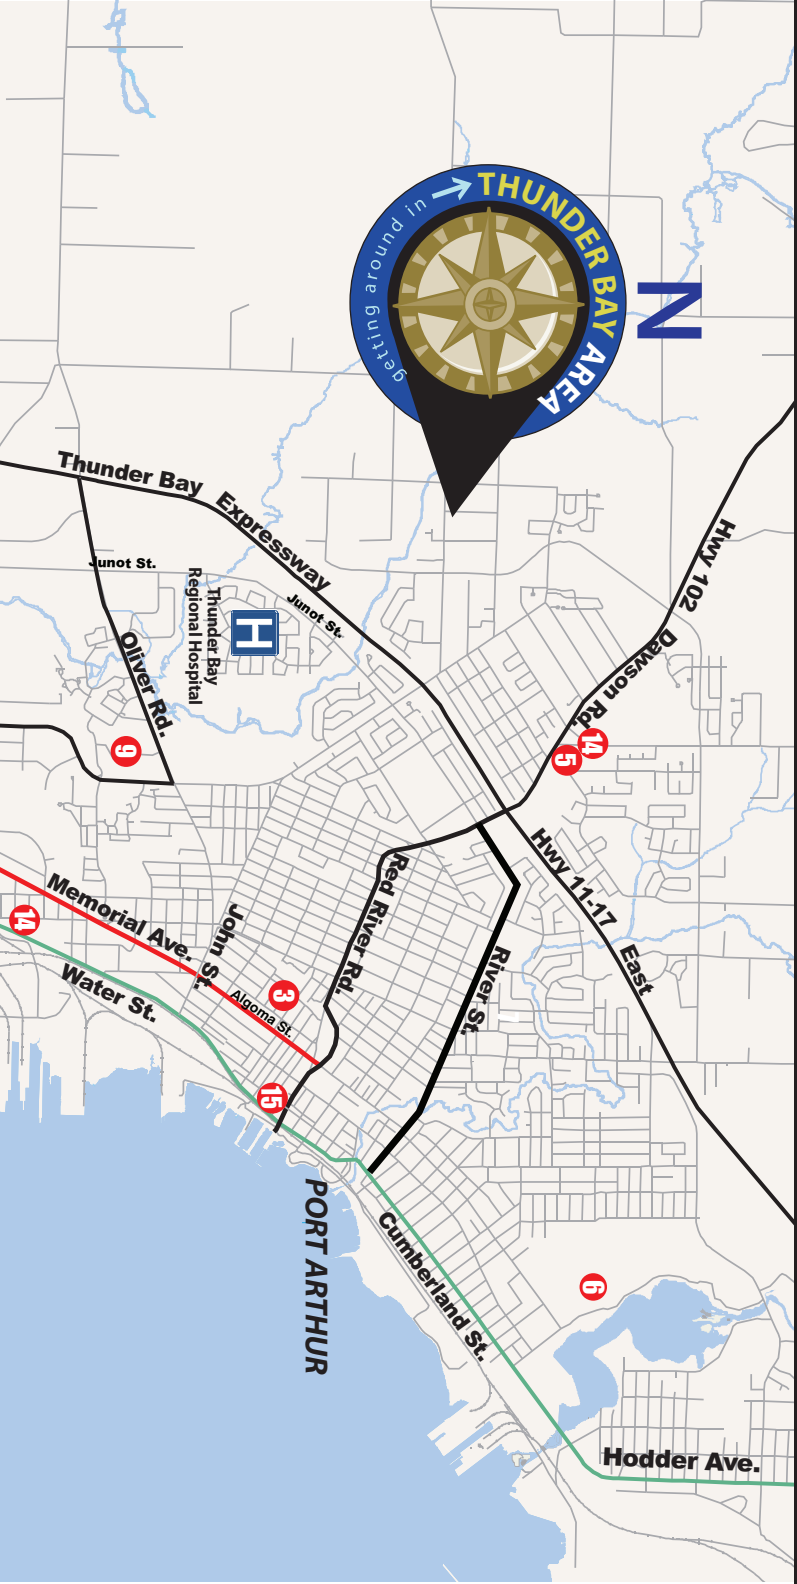 getting around in
THUNDER BAY AREA
N
Thunder Bay Expressway
Hwy 102
Junot St.
Junot St.
Thunder Bay
Regional Hospital
H
Dawson Rd.
Oliver Rd.
14
5
9
Hwy 11-17 East
Red River Rd.
Memorial Ave.
John St.
River St.
14
Water St.
3
Algoma St.
15
PORT ARTHUR
Cumberland St.
6
Hodder Ave.